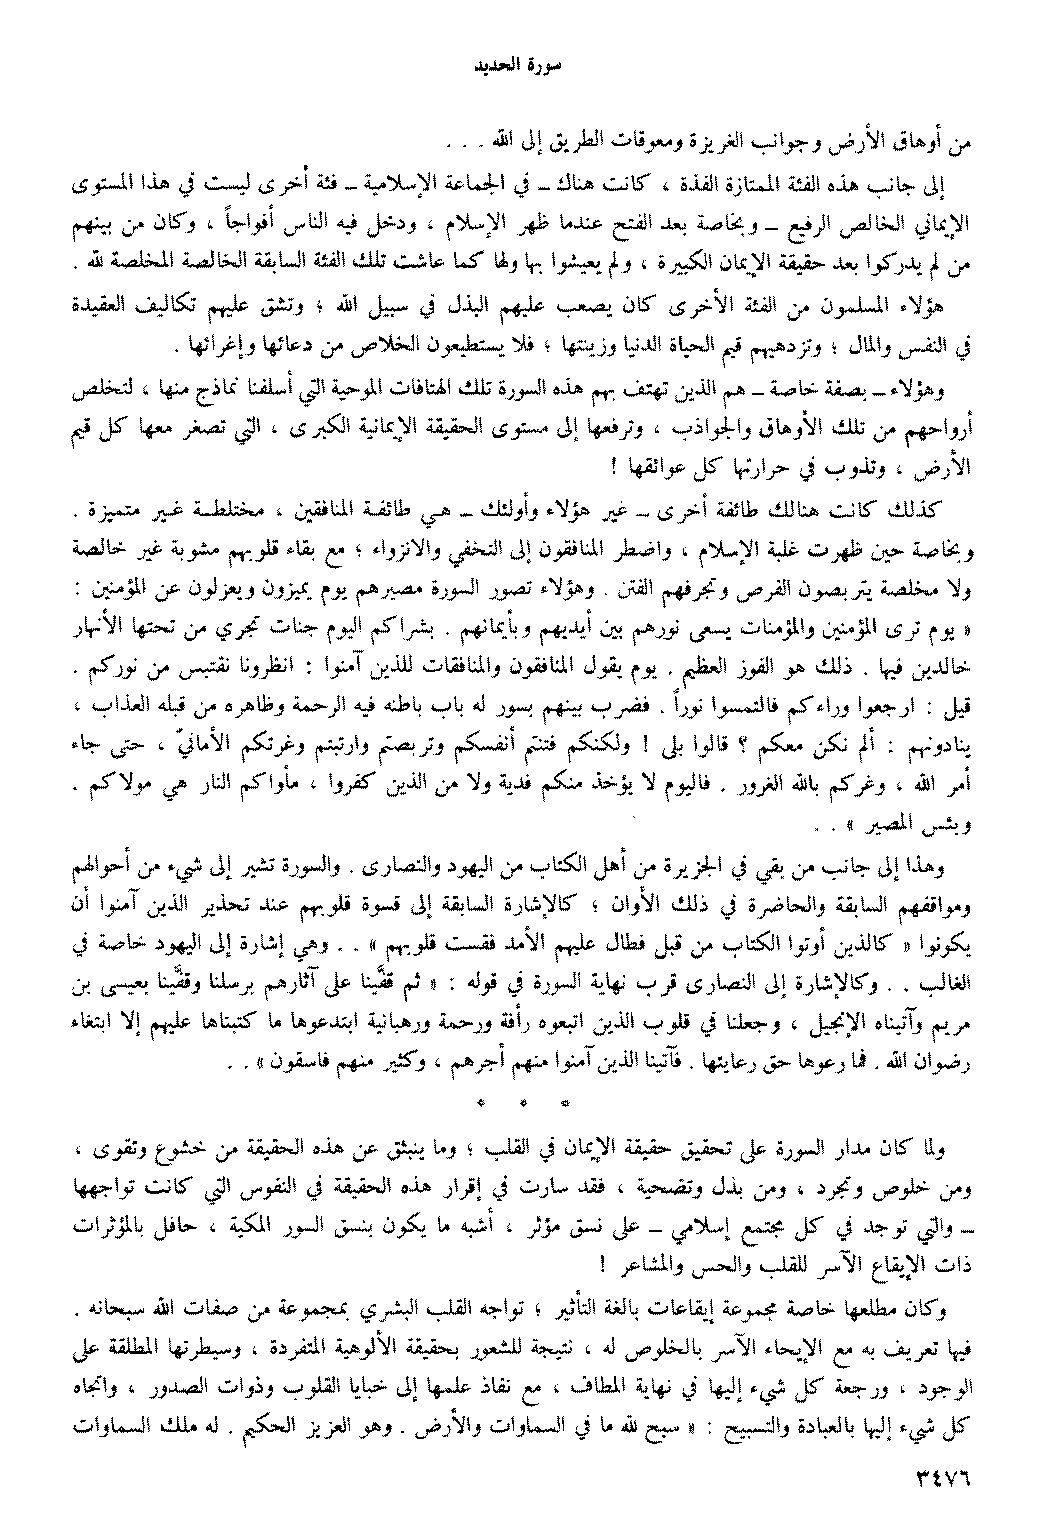 سورة الحديد
من أوهاق الأرض وجوانب الغريزة ومعوقات الطريق إلى الله . . .
إلى جانب هذه الفئة الممتازة الفذة ، كانت هناك – في الجماعة الإسلامية – فئة أخرى ليست في هذا المستوى
الإيماني الخالص الرفيع – وبخاصة بعد الفتح عندما ظهر الإسلام ، ودخل فيه الناس أفواجاً ، وكان من بينهم
من لم يدركوا بعد حقيقة الإيمان الكبيرة ، ولم يعيشوا بها ولها كما عاشت تلك الفئة السابقة الخالصة المخلصة لله .
هؤلاء المسلمون من الفئة الأخرى كان يصعب عليهم البذل في سبيل الله ؛ وتشق عليهم تكاليف العقيدة
في النفس والمال ؛ وتزدهيهم قيم الحياة الدنيا وزينتها ؛ فلا يستطيعون الخلاص من دعائها وإغرائها .
وهؤلاء – بصفة خاصة – هم الذين تهتف بهم هذه السورة تلك الهتافات الموحية التي أسلفنا نماذج منها ، لتخلص
أرواحهم من تلك الأوهاق والجواذب ، وترفعها إلى مستوى الحقيقة الإيمانية الكبرى ، التي تصغر معها كل قيم
الأرض ، وتذوب في حرارتها كل عوائقها !
كذلك كانت هنالك طائفة أخرى – غير هؤلاء وأولئك – هي طائفة المنافقين ، مختلطة غير متميزة .
وبخاصة حين ظهرت غلبة الإسلام ، واضطر المنافقون إلى التخفي والانزواء ؛ مع بقاء قلوبهم مشوبة غير خالصة
ولا مخلصة يتربصون الفرص وتجرفهم الفتن . وهؤلاء تصور السورة مصيرهم يوم يميزون ويعزلون عن المؤمنين :
« يوم ترى المؤمنين والمؤمنات يسعى نورهم بين أيديهم وبأيمانهم . بشراكم اليوم جنات تجري من تحتها الأنهار
خالدين فيها . ذلك هو الفوز العظيم . يوم يقول المنافقون والمنافقات للذين آمنوا : انظرونا نقتبس من نوركم .
قيل : ارجعوا وراءكم فالتمسوا نوراً . فضرب بينهم بسور له باب باطنه فيه الرحمة وظاهره من قبله العذاب ،
ينادونهم : ألم نكن معكم ؟ قالوا بلى ! ولكنكم فتنتم أنفسكم وتربصتم وارتبتم وغرتكم الأمانيّ ، حتى جاء
أمر الله ، وغركم بالله الغرور . فاليوم لا يؤخذ منكم فدية ولا من الذين كفروا ، مأواكم النار هي مولاكم .
وبئس المصير » . .
وهذا إلى جانب من بقي في الجزيرة من أهل الكتاب من اليهود والنصارى . والسورة تشير إلى شيء من أحوالهم
ومواقفهم السابقة والحاضرة في ذلك الأوان ؛ كالإشارة السابقة إلى قسوة قلوبهم عند تحذير الذين آمنوا أن
يكونوا « كالذين أوتوا الكتاب من قبل فطال عليهم الأمد فقست قلوبهم » . . وهي إشارة إلى اليهود خاصة في
الغالب . . وكالإشارة إلى النصارى قرب نهاية السورة في قوله : « ثم قفَّينا على آثارهم برسلنا وقفَّينا بعيسى بن
مريم وآتيناه الإنجيل ، وجعلنا في قلوب الذين اتبعوه رأفة ورحمة ورهبانية ابتدعوها ما كتبناها عليهم إلا ابتغاء
رضوان الله . فما رعوها حق رعايتها . فآتينا الذين آمنوا منهم أجرهم ، وكثير منهم فاسقون » . .
* * *
ولما كان مدار السورة على تحقيق حقيقة الإيمان في القلب ؛ وما ينبثق عن هذه الحقيقة من خشوع وتقوى ،
ومن خلوص وتجرد ، ومن بذل وتضحية ، فقد سارت في إقرار هذه الحقيقة في النفوس التي كانت تواجهها
– والتي توجد في كل مجتمع إسلامي – على نسق مؤثر ، أشبه ما يكون بنسق السور المكية ، حافل بالمؤثرات
ذات الإيقاع الآسر للقلب والحس والمشاعر !
وكان مطلعها خاصة مجموعة إيقاعات بالغة التأثير ؛ تواجه القلب البشري بمجموعة من صفات الله سبحانه .
فيها تعريف به مع الإيحاء الآسر بالخلوص له ، نتيجة للشعور بحقيقة الألوهية المتفردة ، وسيطرتها المطلقة على
الوجود ، ورجعة كل شيء إليها في نهاية المطاف ، مع نفاذ علمها إلى خبايا القلوب وذوات الصدور ، واتجاه
كل شيء إليها بالعبادة والتسبيح : « سبح لله ما في السماوات والأرض . وهو العزيز الحكيم . له ملك السماوات
٣٤٧٦